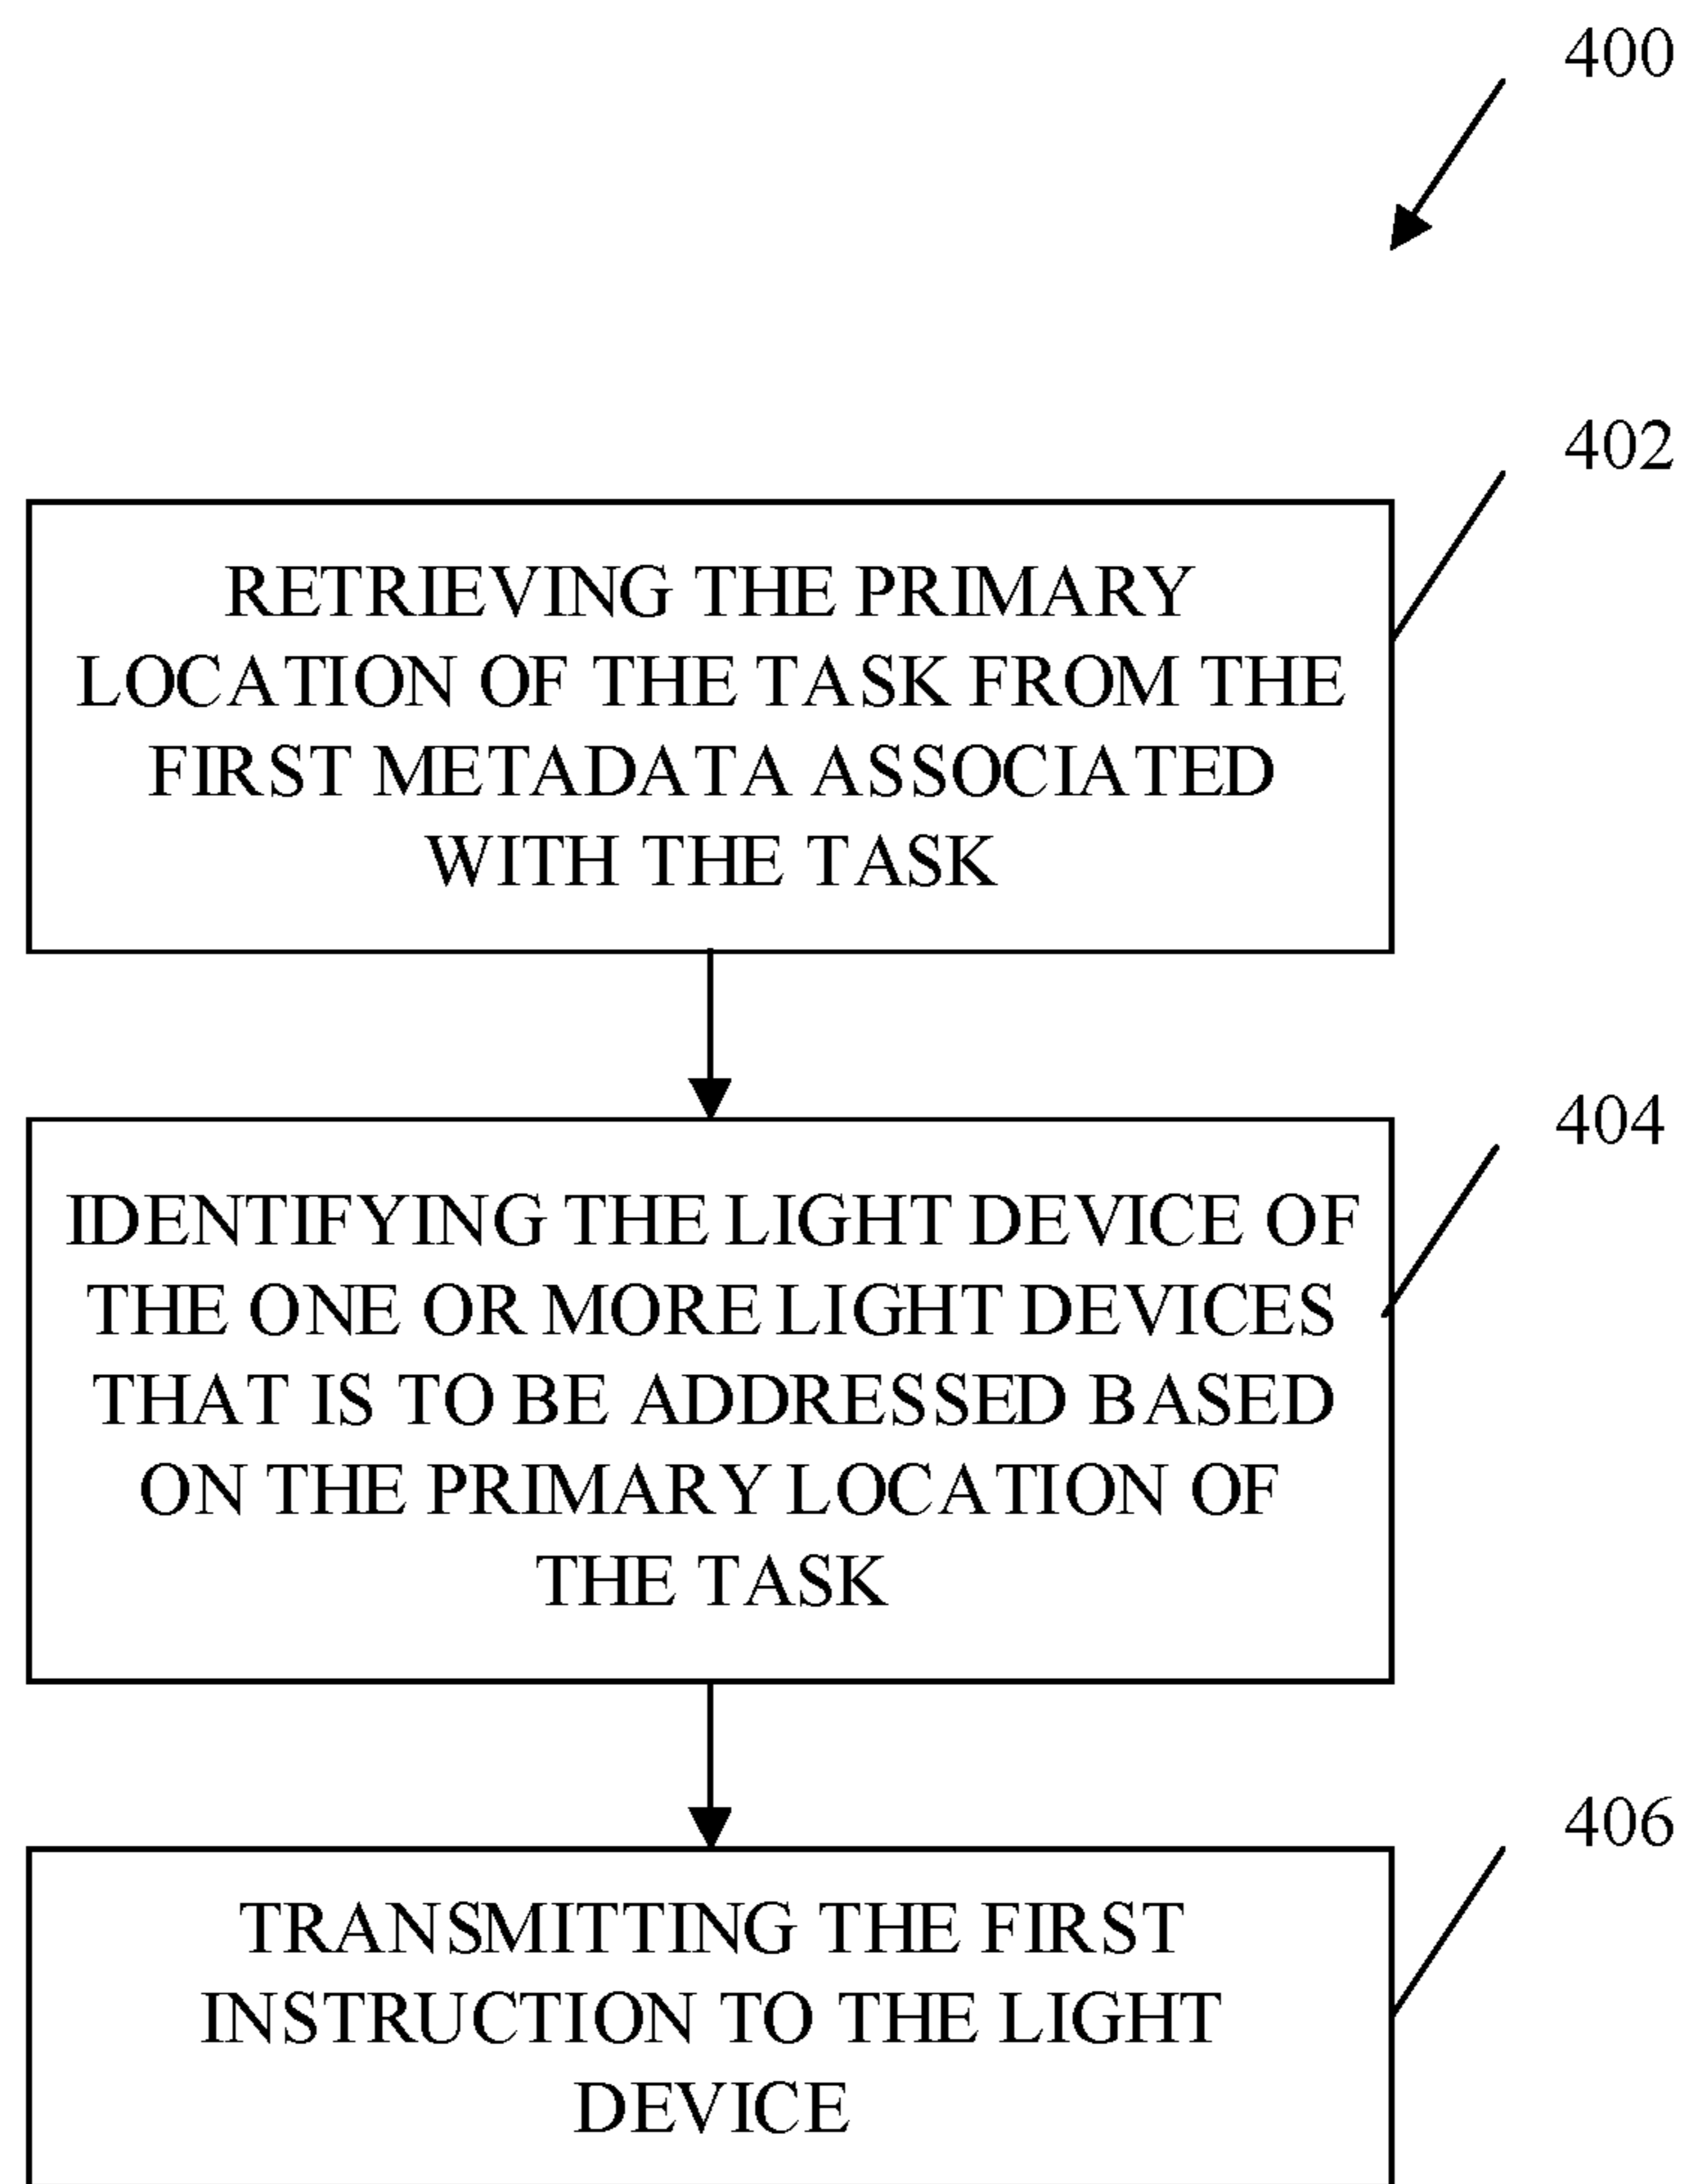 400
402
RETRIEVING THE PRIMARY
LOCATION OF THE TASK FROM THE
FIRST METADATA ASSOCIATED
WITH THE TASK
404
IDENTIFYING THE LIGHT DEVICE OF
THE ONE OR MORE LIGHT DEVICES
THAT IS TO BE ADDRESSED BASED
ON THE PRIMARY LOCATION OF
THE TASK
406
TRANSMITTING THE FIRST
INSTRUCTION TO THE LIGHT
DEVICE